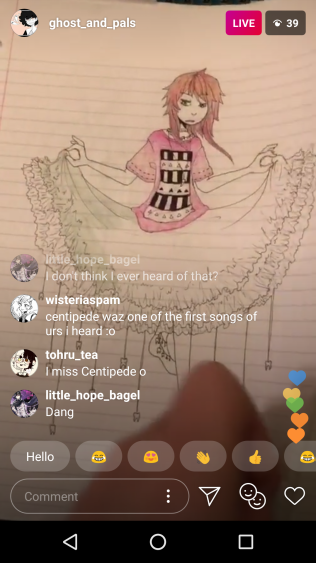 ghost_and_pals
LIVE
39
little_hope_bagel
I don't think I ever heard of that?
wisteriaspam
centipede waz one of the first songs of
urs i heard :o
tohru_tea
I miss Centipede o
little_hope_bagel
Dang
Hello
Comment